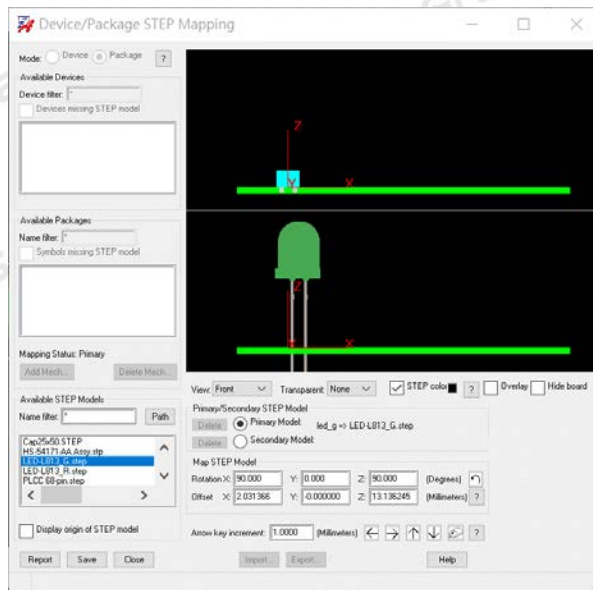 Device/Package STEP Mapping
Mode: Device Package ?
Available Devices
Device filter: *
Devices missing STEP model
Available Packages
Name filter: *
Symbols missing STEP model
Mapping Status: Primary
Add Mech... Delete Mech...
Available STEP Models
Name filter: * Path
Cap25x50.STEP
HS-54171-AA Assy.stp
LED-L813_G.step
LED-L813_R.step
PLCC 68-pin.step
Display origin of STEP model
Report Save Close
Z
Y X
Z
X
View: Front Transparent: None STEP color ? Overlay Hide board
Primary/Secondary STEP Model
Delete Primary Model: led_g => LED-L813_G.step
Delete Secondary Model:
Map STEP Model
Rotation X: 90.000 Y: 0.000 Z: 90.000 (Degrees)
Offset X: 2.031366 Y: -0.000000 Z: 13.136245 (Millimeters) ?
Arrow key increment: 1.0000 (Millimeters) ?
Import... Export... Help